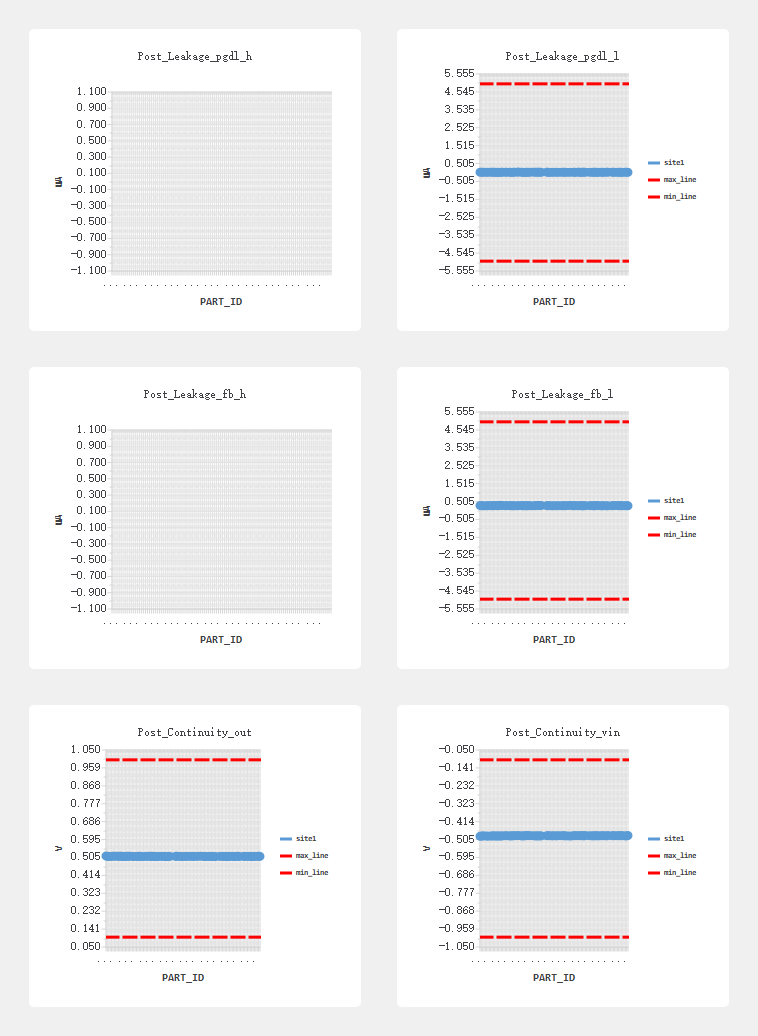 Post_Leakage_pgdl_h
1.100
0.900
0.700
0.500
0.300
0.100
-0.100
-0.300
-0.500
-0.700
-0.900
-1.100
PART_ID
Post_Leakage_pgdl_l
5.555
4.545
3.535
2.525
1.515
0.505
-0.505
-1.515
-2.525
-3.535
-4.545
-5.555
uA
site1
max_line
min_line
PART_ID
Post_Leakage_fb_h
1.100
0.900
0.700
0.500
0.300
0.100
-0.100
-0.300
-0.500
-0.700
-0.900
-1.100
PART_ID
Post_Leakage_fb_l
5.555
4.545
3.535
2.525
1.515
0.505
-0.505
-1.515
-2.525
-3.535
-4.545
-5.555
uA
site1
max_line
min_line
PART_ID
Post_Continuity_out
1.050
0.959
0.868
0.777
0.686
0.595
0.505
0.414
0.323
0.232
0.141
0.050
V
site1
max_line
min_line
PART_ID
Post_Continuity_vin
-0.050
-0.141
-0.232
-0.323
-0.414
-0.505
-0.595
-0.686
-0.777
-0.868
-0.959
-1.050
V
site1
max_line
min_line
PART_ID